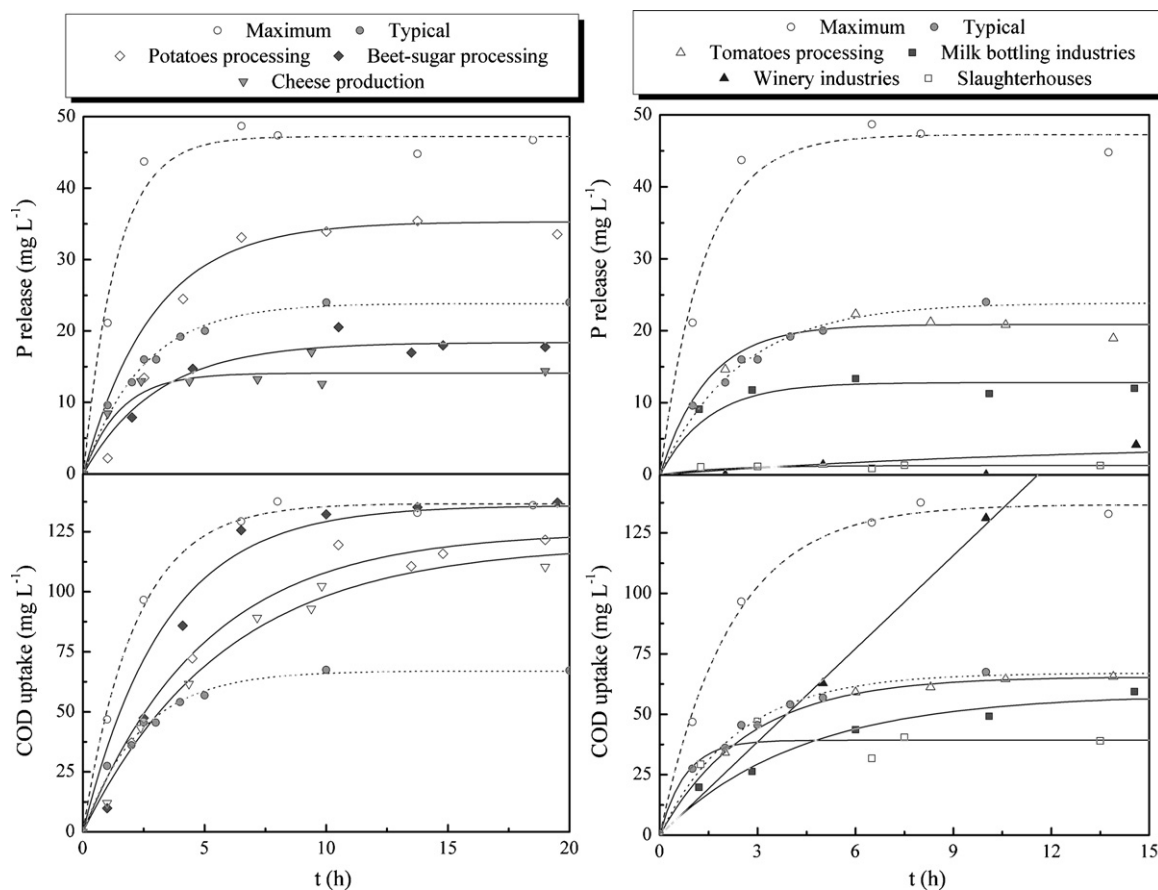 Maximum Typical
Potatoes processing Beet-sugar processing
Cheese production
Maximum Typical
Tomatoes processing Milk bottling industries
Winery industries Slaughterhouses
P release (mg L⁻¹)
50
40
30
20
10
0
COD uptake (mg L⁻¹)
125
100
75
50
25
0
0 5 10 15 20
t (h)
P release (mg L⁻¹)
50
40
30
20
10
0
COD uptake (mg L⁻¹)
125
100
75
50
25
0
0 3 6 9 12 15
t (h)